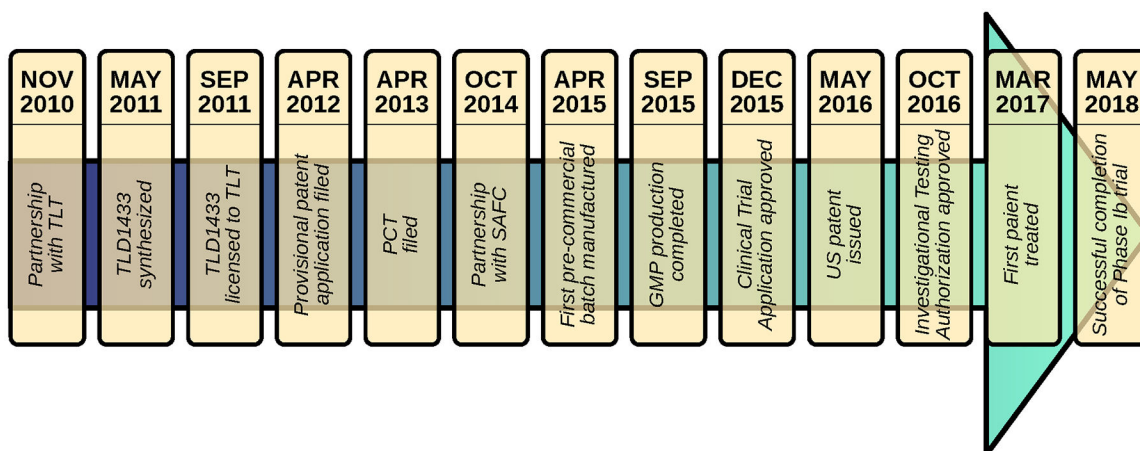 NOV
2010
Partnership
with TLT
MAY
2011
TLD1433
synthesized
SEP
2011
TLD1433
licensed to TLT
APR
2012
Provisional patent
application filed
APR
2013
PCT
filed
OCT
2014
Partnership
with SAFC
APR
2015
First pre-commercial
batch manufactured
SEP
2015
GMP production
completed
DEC
2015
Clinical Trial
Application approved
MAY
2016
US patent
issued
OCT
2016
Investigational Testing
Authorization approved
MAR
2017
First paient
treated
MAY
2018
Successful completion
of Phase Ib trial